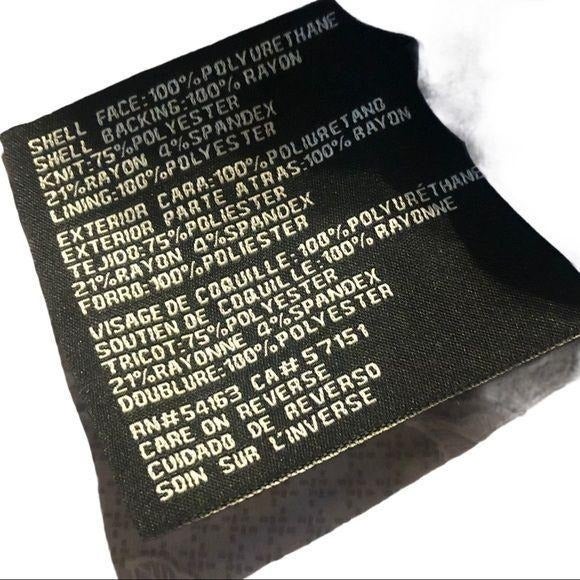 SHELL FACE:100%POLYURETHANE
SHELL BACKING:100% RAYON
KNIT:75%POLYESTER
21%RAYON 4%SPANDEX
LINING:100%POLYESTER
EXTERIOR CARA:100%POLIURETANO
EXTERIOR PARTE ATRAS:100% RAYON
TEJIDO:75%POLIESTER
21%RAYON 4%SPANDEX
FORRO:100%POLIESTER
VISAGE DE COQUILLE:100%POLYURÉTHANE
SOUTIEN DE COQUILLE:100%RAYONNE
TRICOT:75%POLYESTER
21%RAYONNE 4%SPANDEX
DOUBLURE:100%POLYESTER
RN#54163 CA# 57151
CARE ON REVERSE
CUIDADO DE REVERSO
SOIN SUR L'INVERSE